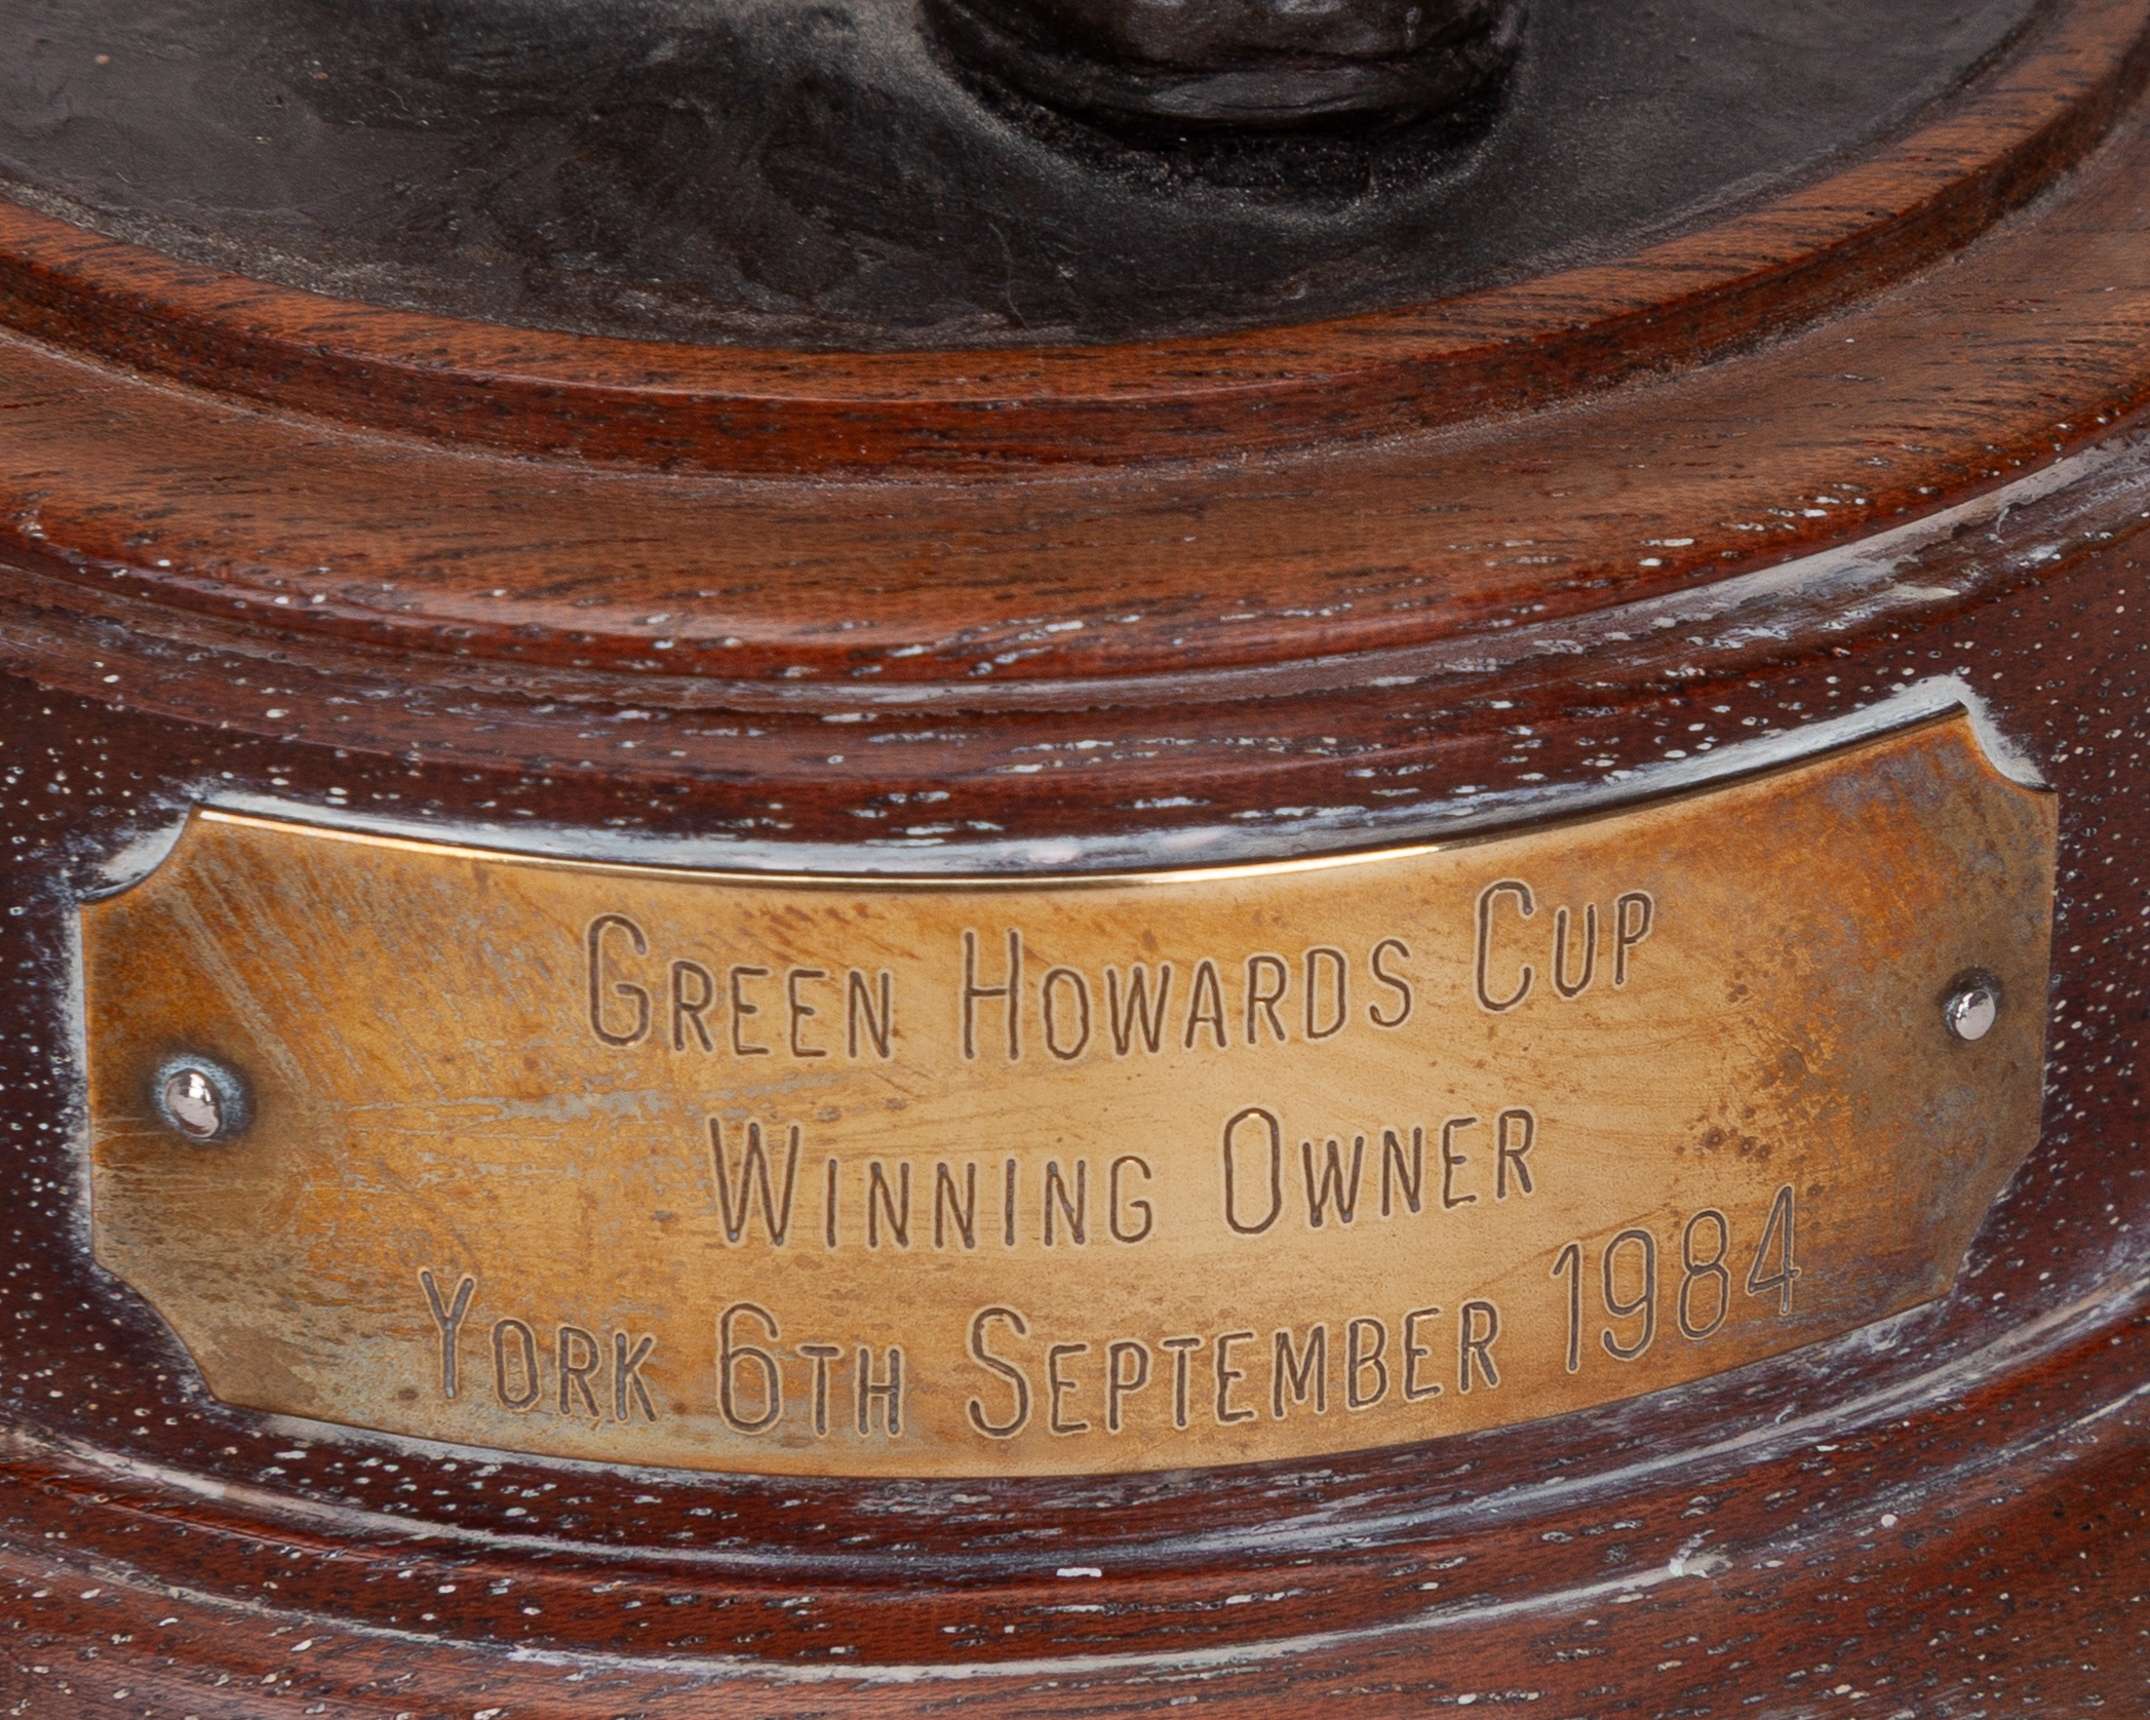 GREEN HOWARDS CUP
WINNING OWNER
YORK 6TH SEPTEMBER 1984